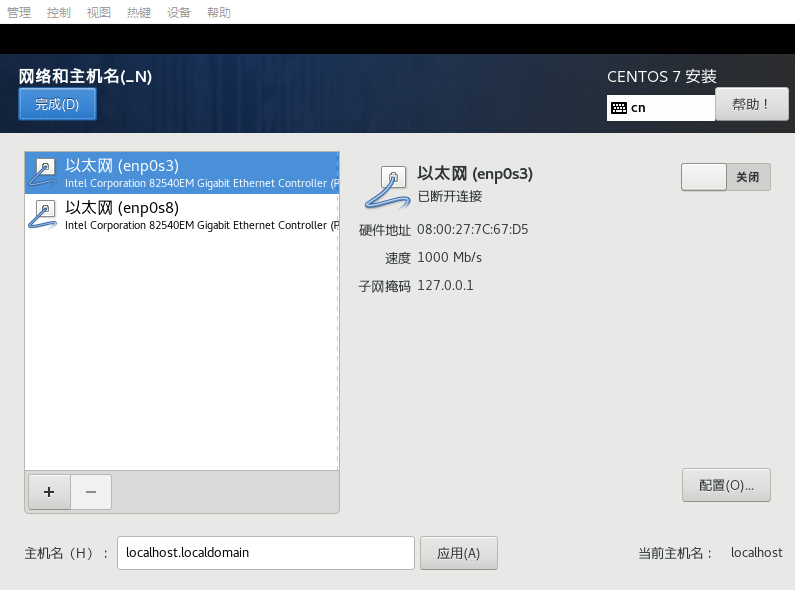 管理 控制 视图 热键 设备 帮助
网络和主机名(_N)
CENTOS 7 安装
完成(D)
cn
帮助！
以太网 (enp0s3)
Intel Corporation 82540EM Gigabit Ethernet Controller (P
以太网 (enp0s8)
Intel Corporation 82540EM Gigabit Ethernet Controller (P
以太网 (enp0s3)
已断开连接
关闭
硬件地址 08:00:27:7C:67:D5
速度 1000 Mb/s
子网掩码 127.0.0.1
配置(O)...
主机名（H）： localhost.localdomain 应用(A) 当前主机名： localhost